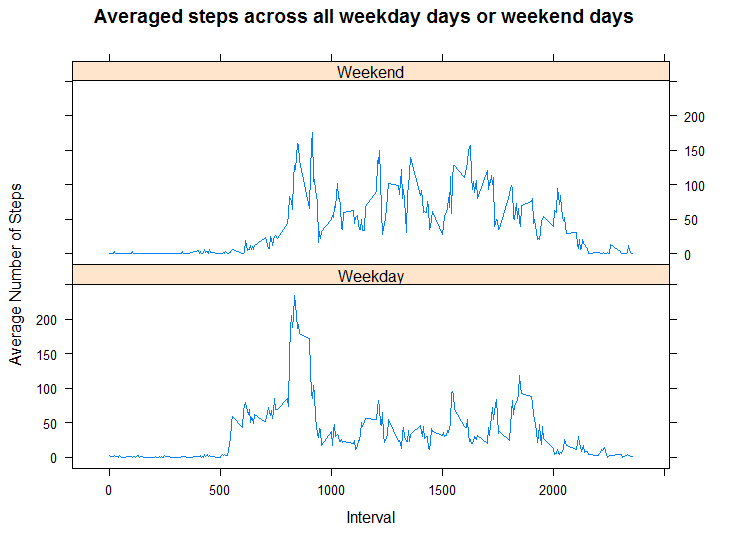 Averaged steps across all weekday days or weekend days
Weekend
200
150
100
50
0
Average Number of Steps
Weekday
200
150
100
50
0
0 500 1000 1500 2000
Interval